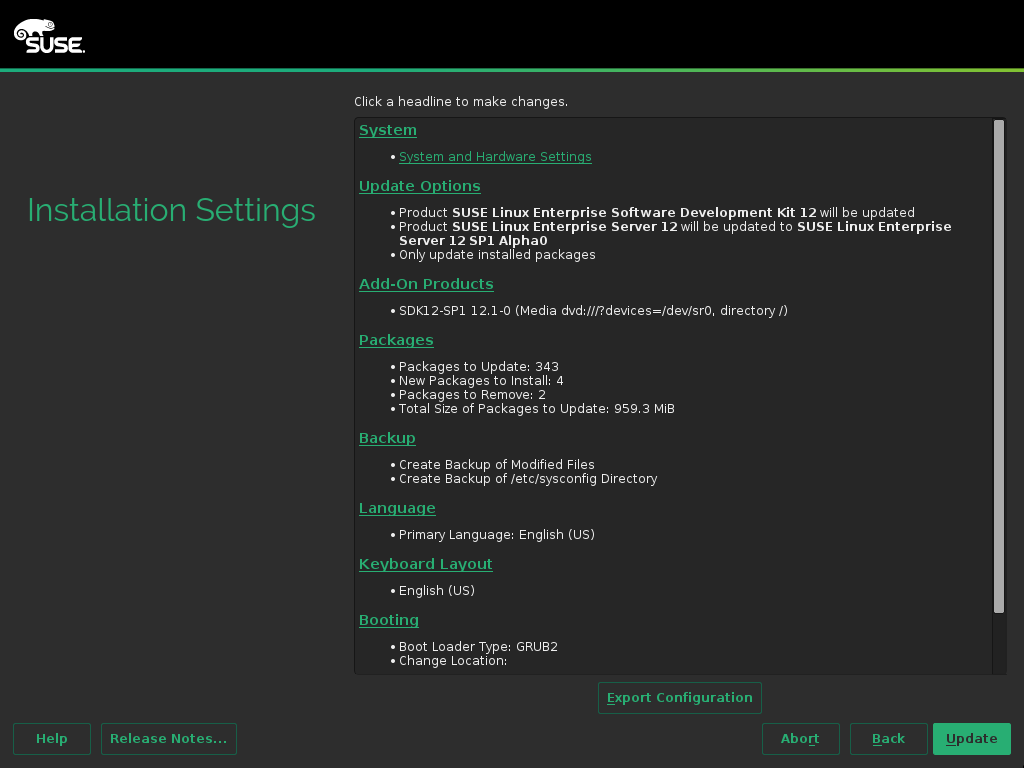 SUSE.
Click a headline to make changes.
Installation Settings
System
• System and Hardware Settings
Update Options
• Product SUSE Linux Enterprise Software Development Kit 12 will be updated
• Product SUSE Linux Enterprise Server 12 will be updated to SUSE Linux Enterprise
Server 12 SP1 Alpha0
• Only update installed packages
Add-On Products
• SDK12-SP1 12.1-0 (Media dvd:///?devices=/dev/sr0, directory /)
Packages
• Packages to Update: 343
• New Packages to Install: 4
• Packages to Remove: 2
• Total Size of Packages to Update: 959.3 MiB
Backup
• Create Backup of Modified Files
• Create Backup of /etc/sysconfig Directory
Language
• Primary Language: English (US)
Keyboard Layout
• English (US)
Booting
• Boot Loader Type: GRUB2
• Change Location:
Export Configuration
Help
Release Notes...
Abort
Back
Update